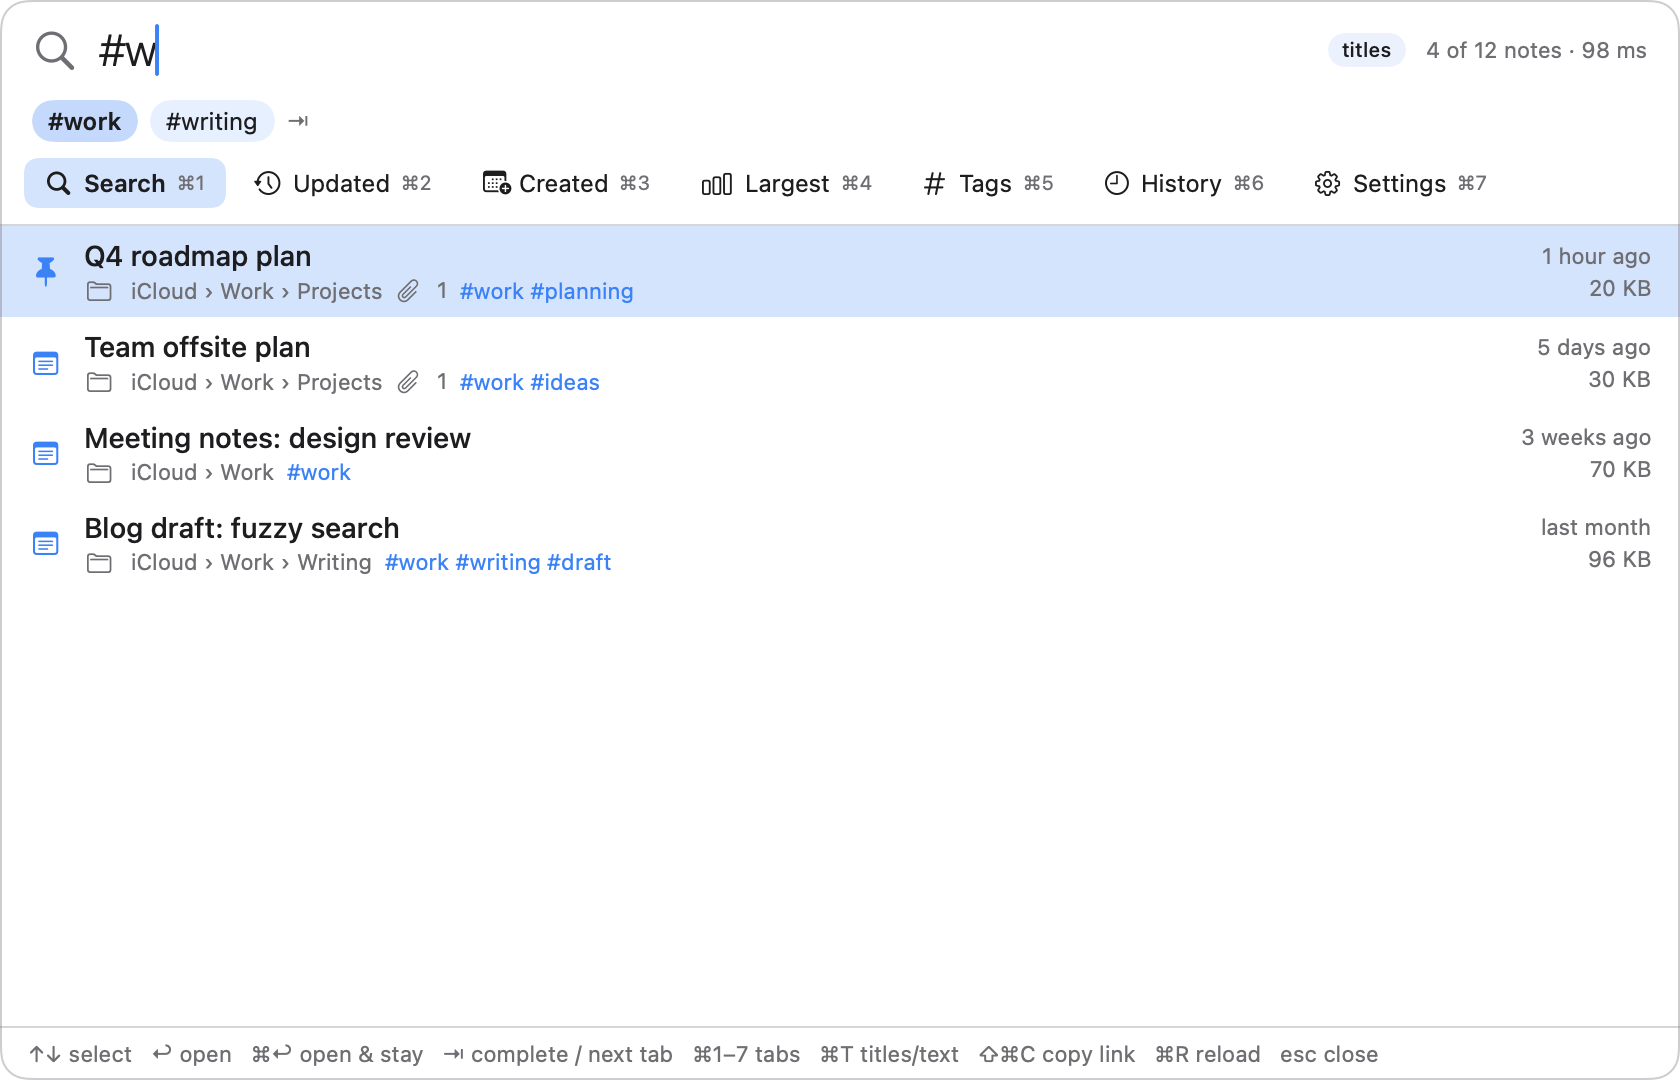 #w titles 4 of 12 notes · 98 ms
#work #writing ⇥
Search ⌘1 Updated ⌘2 Created ⌘3 Largest ⌘4 # Tags ⌘5 History ⌘6 Settings ⌘7
Q4 roadmap plan 1 hour ago
iCloud › Work › Projects 1 #work #planning 20 KB
Team offsite plan 5 days ago
iCloud › Work › Projects 1 #work #ideas 30 KB
Meeting notes: design review 3 weeks ago
iCloud › Work #work 70 KB
Blog draft: fuzzy search last month
iCloud › Work › Writing #work #writing #draft 96 KB
↑↓ select ↩ open ⌘↩ open & stay ⇥ complete / next tab ⌘1–7 tabs ⌘T titles/text ⇧⌘C copy link ⌘R reload esc close